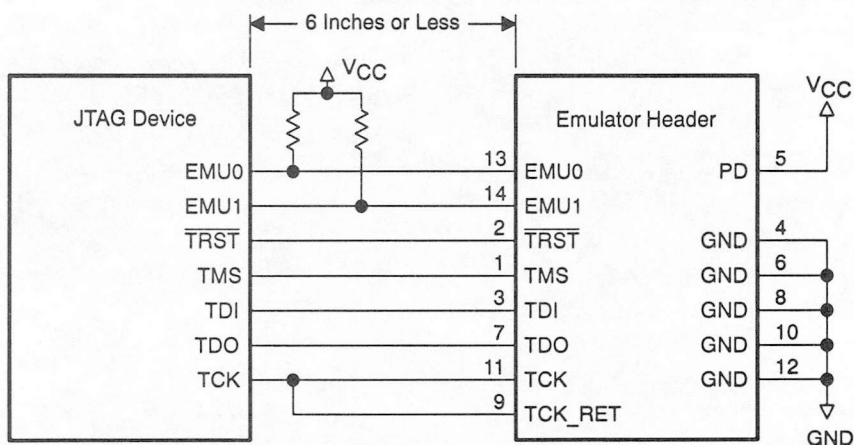 6 Inches or Less
VCC
VCC
JTAG Device
Emulator Header
EMU0 13 EMU0 PD 5
EMU1 14 EMU1
TRST 2 TRST GND 4
TMS 1 TMS GND 6
TDI 3 TDI GND 8
TDO 7 TDO GND 10
TCK 11 TCK GND 12
9 TCK_RET
GND